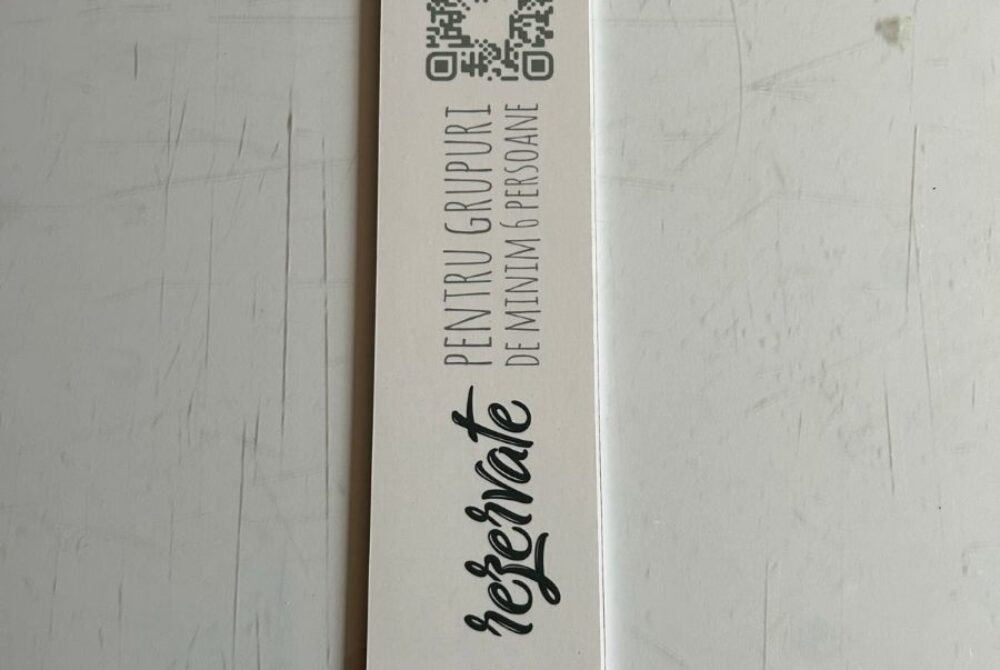 rezervate
PENTRU GRUPURI
DE MINIM 6 PERSOANE